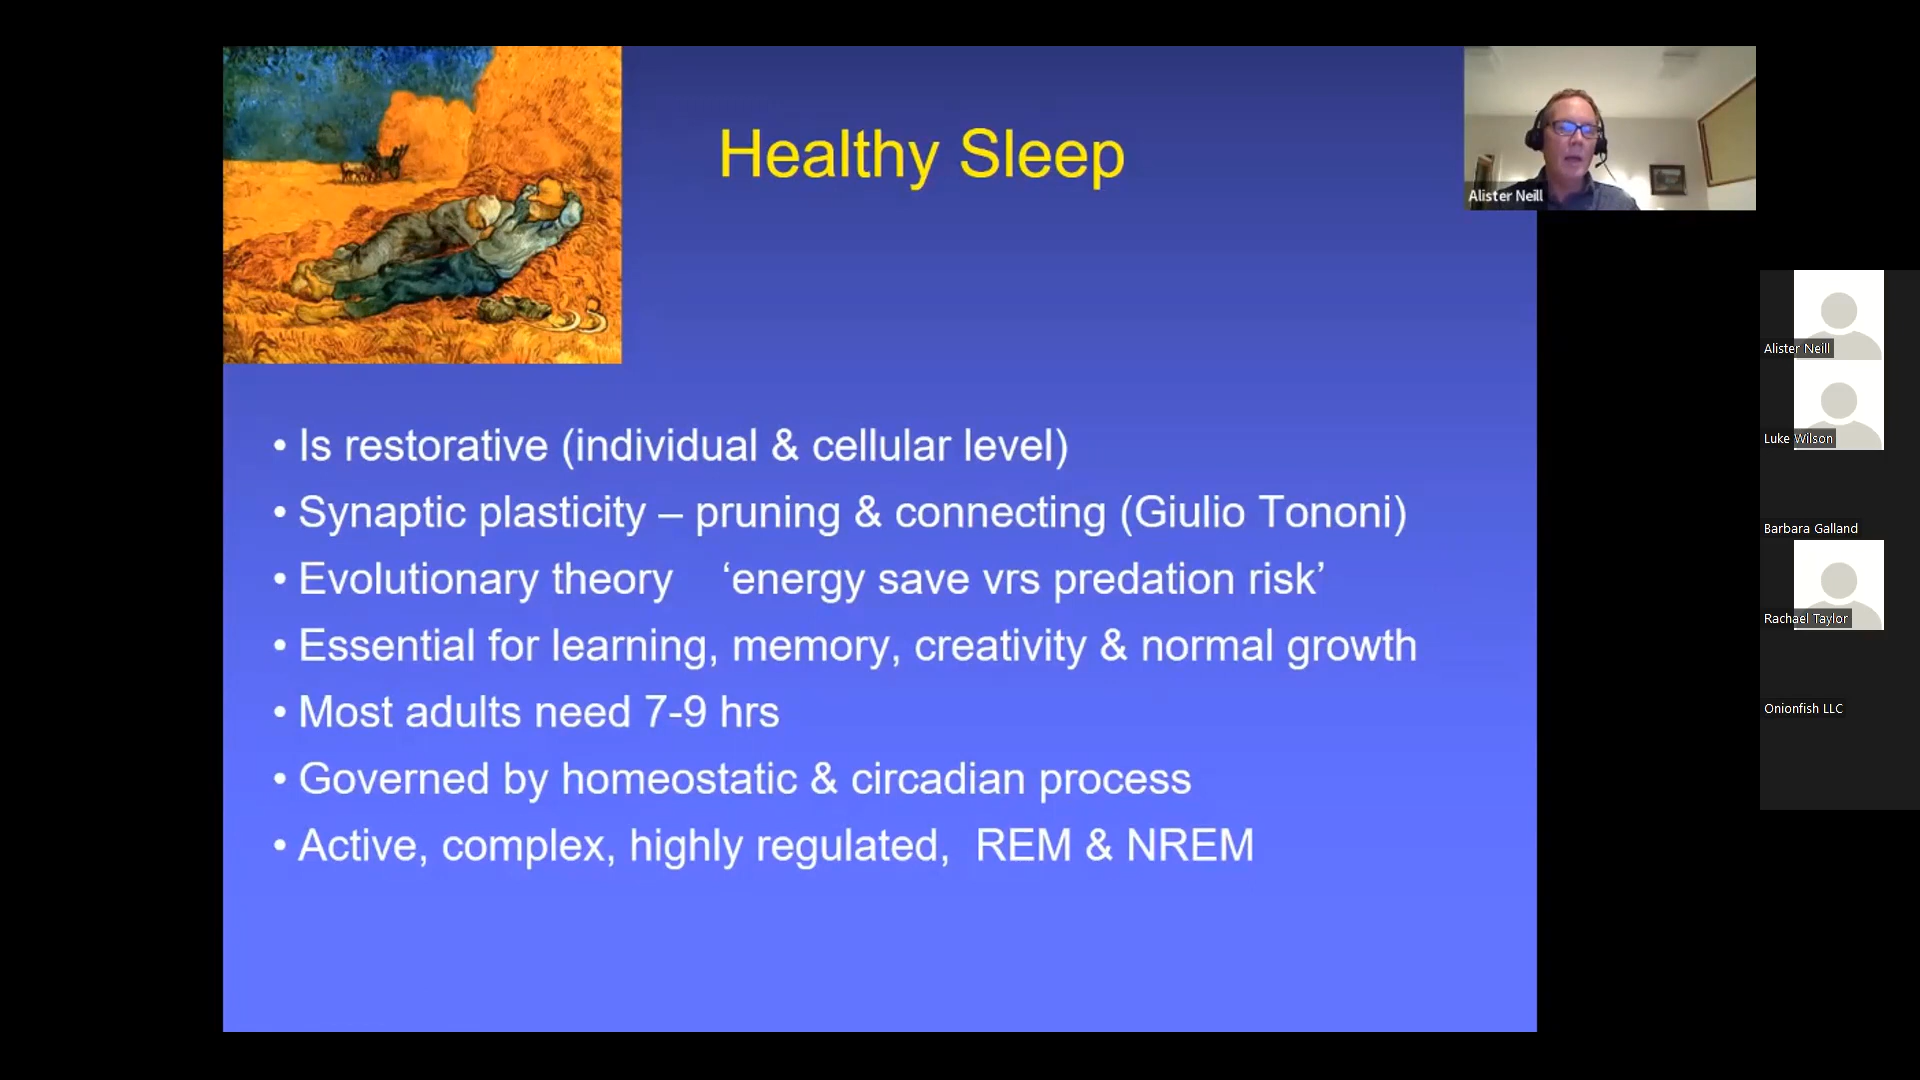 Healthy Sleep
• Is restorative (individual & cellular level)
• Synaptic plasticity – pruning & connecting (Giulio Tononi)
• Evolutionary theory ‘energy save vrs predation risk’
• Essential for learning, memory, creativity & normal growth
• Most adults need 7-9 hrs
• Governed by homeostatic & circadian process
• Active, complex, highly regulated, REM & NREM
Alister Neill
Alister Neill
Luke Wilson
Barbara Galland
Rachael Taylor
Onionfish LLC